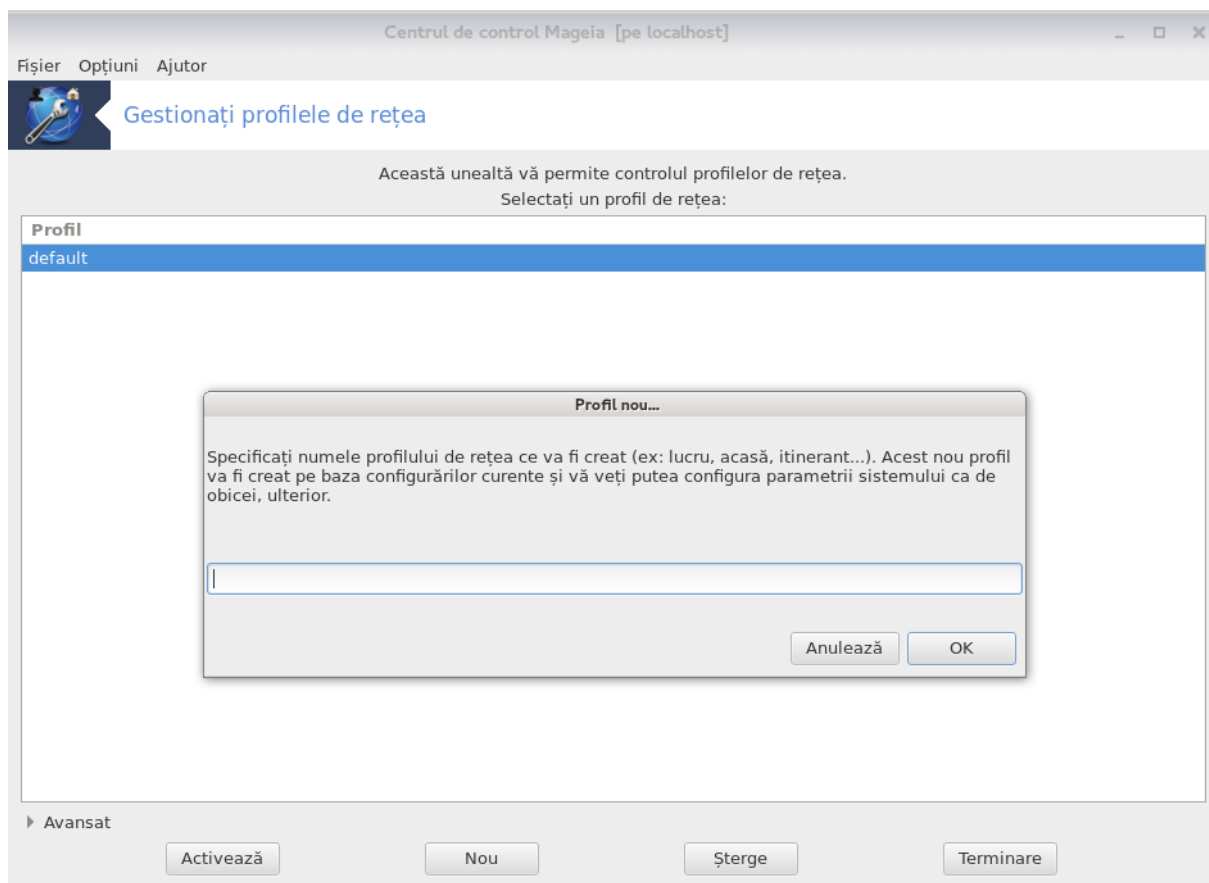 Centrul de control Mageia [pe localhost]
Fișier Opțiuni Ajutor
Gestionați profilele de rețea
Această unealtă vă permite controlul profilelor de rețea.
Selectați un profil de rețea:
Profil
default
Profil nou...
Specificați numele profilului de rețea ce va fi creat (ex: lucru, acasă, itinerant...). Acest nou profil
va fi creat pe baza configurărilor curente și vă veți putea configura parametrii sistemului ca de
obicei, ulterior.
Anulează OK
Avansat
Activează Nou Șterge Terminare